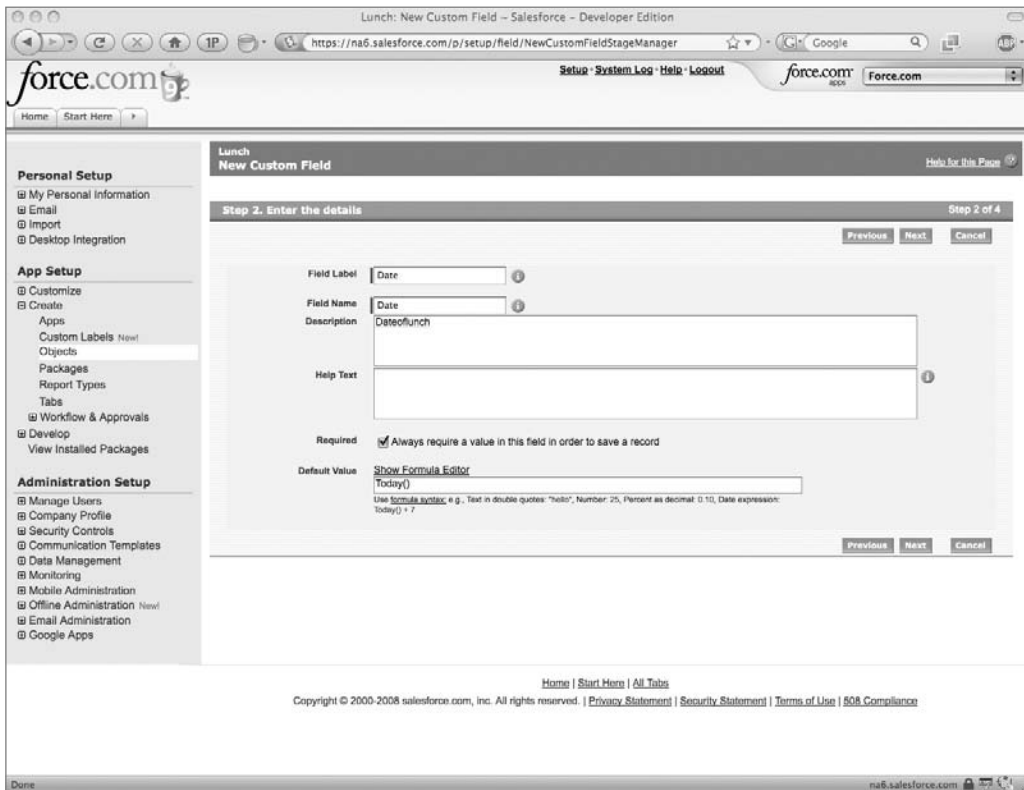 Lunch: New Custom Field – Salesforce – Developer Edition
1P
https://na6.salesforce.com/p/setup/field/NewCustomFieldStageManager
G
Google
ABP
force.com
Setup · System Log · Help · Logout
force.com apps
Force.com
Home
Start Here
Lunch
New Custom Field
Help for this Page
Personal Setup
My Personal Information
Email
Import
Desktop Integration
App Setup
Customize
Create
Apps
Custom Labels New!
Objects
Packages
Report Types
Tabs
Workflow & Approvals
Develop
View Installed Packages
Administration Setup
Manage Users
Company Profile
Security Controls
Communication Templates
Data Management
Monitoring
Mobile Administration
Offline Administration New!
Email Administration
Google Apps
Step 2. Enter the details
Step 2 of 4
Previous Next Cancel
Field Label Date
Field Name Date
Description Dateoflunch
Help Text
Required Always require a value in this field in order to save a record
Default Value Show Formula Editor
Today()
Use formula syntax: e.g., Text in double quotes: "hello", Number: 25, Percent as decimal: 0.10, Date expression:
Today() + 7
Previous Next Cancel
Home | Start Here | All Tabs
Copyright © 2000-2008 salesforce.com, inc. All rights reserved. | Privacy Statement | Security Statement | Terms of Use | 508 Compliance
Done
na6.salesforce.com